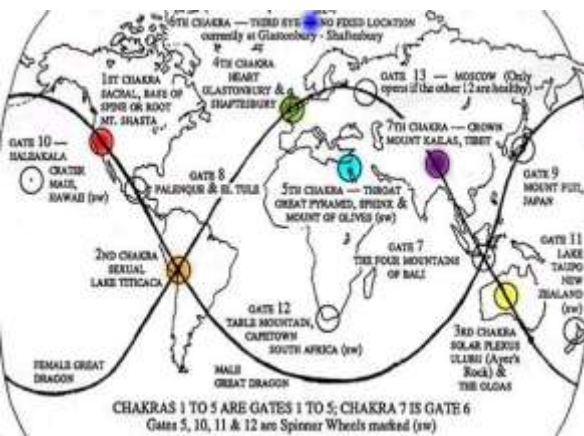 6TH CHAKRA — THIRD EYE — NO FIXED LOCATION
currently at Glastonbury - Shaftesbury
4TH CHAKRA
HEART
GLASTONBURY &
SHAFTESBURY
1ST CHAKRA
SACRAL, BASE OF
SPINE OR ROOT
MT. SHASTA
GATE 13 — MOSCOW (Only
opens if the other 12 are healthy)
GATE 10 —
HALEAKALA
CRATER
MAUI,
HAWAII (sw)
7TH CHAKRA — CROWN
MOUNT KAILAS, TIBET
GATE 8
PALENQUE & EL TULE
5TH CHAKRA — THROAT
GREAT PYRAMID, SPHINX &
MOUNT OF OLIVES (sw)
GATE 9
MOUNT FUJI,
JAPAN
2ND CHAKRA
SEXUAL
LAKE TITICACA
GATE 7
THE FOUR MOUNTAINS
OF BALI
GATE 11
LAKE
TAUPO
NEW
ZEALAND
(sw)
GATE 12
TABLE MOUNTAIN,
CAPETOWN
SOUTH AFRICA (sw)
3RD CHAKRA
SOLAR PLEXUS
ULURU (Ayer's
Rock) &
THE OLGAS
FEMALE GREAT
DRAGON
MALE
GREAT DRAGON
CHAKRAS 1 TO 5 ARE GATES 1 TO 5; CHAKRA 7 IS GATE 6
Gates 5, 10, 11 & 12 are Spinner Wheels marked (sw)